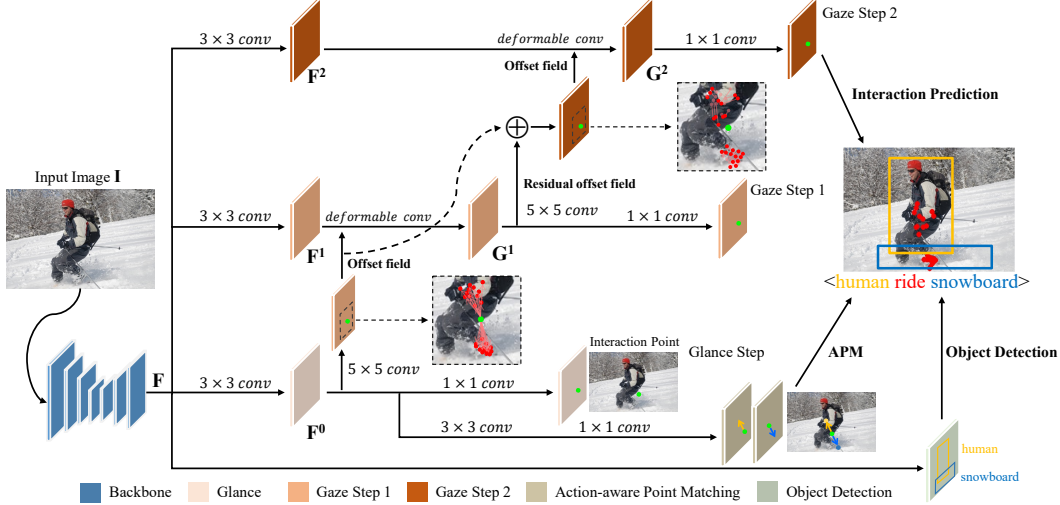 Gaze Step 2
3 × 3 conv
deformable conv
1 × 1 conv
F²
Offset field
G²
Interaction Prediction
Input Image I
Residual offset field
Gaze Step 1
3 × 3 conv
deformable conv
5 × 5 conv
1 × 1 conv
F¹
Offset field
G¹
<human ride snowboard>
Interaction Point
Glance Step
APM
Object Detection
F
5 × 5 conv
3 × 3 conv
1 × 1 conv
F⁰
3 × 3 conv
1 × 1 conv
human
snowboard
Backbone
Glance
Gaze Step 1
Gaze Step 2
Action-aware Point Matching
Object Detection